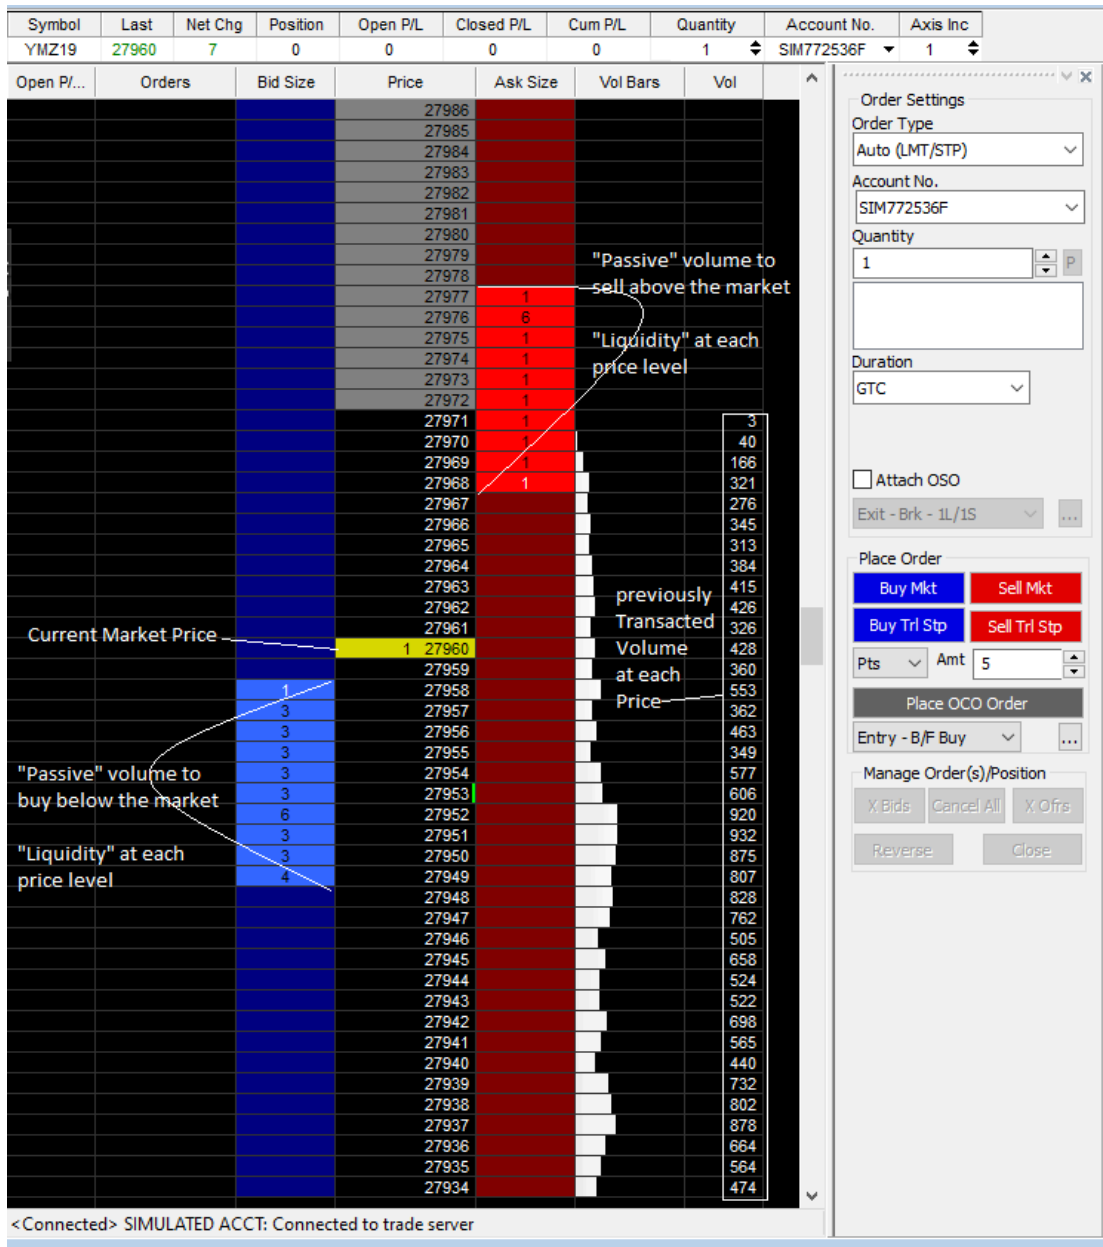 Symbol Last Net Chg Position Open P/L Closed P/L Cum P/L Quantity Account No. Axis Inc
YMZ19 27960 7 0 0 0 0 1 SIM772536F 1
Open P/... Orders Bid Size Price Ask Size Vol Bars Vol
27986
27985
27984
27983
27982
27981
27980
27979
27978
27977 1
27976 6
27975 1
27974 1
27973 1
27972 1
27971 1 3
27970 1 40
27969 1 166
27968 1 321
27967 276
27966 345
27965 313
27964 384
27963 415
27962 426
27961 326
1 27960 428
27959 360
1 27958 553
3 27957 362
3 27956 463
3 27955 349
3 27954 577
3 27953 606
6 27952 920
3 27951 932
3 27950 875
4 27949 807
27948 828
27947 762
27946 505
27945 658
27944 524
27943 522
27942 698
27941 565
27940 440
27939 732
27938 802
27937 878
27936 664
27935 564
27934 474
"Passive" volume to
sell above the market
"Liquidity" at each
price level
previously
Transacted
Volume
at each
Price
Current Market Price
"Passive" volume to
buy below the market
"Liquidity" at each
price level
Order Settings
Order Type
Auto (LMT/STP)
Account No.
SIM772536F
Quantity
1 P
Duration
GTC
Attach OSO
Exit - Brk - 1L/1S ...
Place Order
Buy Mkt Sell Mkt
Buy Trl Stp Sell Trl Stp
Pts Amt 5
Place OCO Order
Entry - B/F Buy ...
Manage Order(s)/Position
X Bids Cancel All X Ofrs
Reverse Close
<Connected> SIMULATED ACCT: Connected to trade server